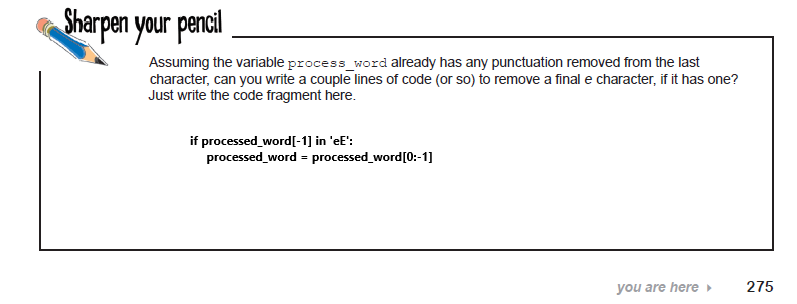 Sharpen your pencil
Assuming the variable process_word already has any punctuation removed from the last
character, can you write a couple lines of code (or so) to remove a final e character, if it has one?
Just write the code fragment here.
if processed_word[-1] in 'eE':
processed_word = processed_word[0:-1]
you are here ▸ 275